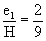 e₁/H = 2/9